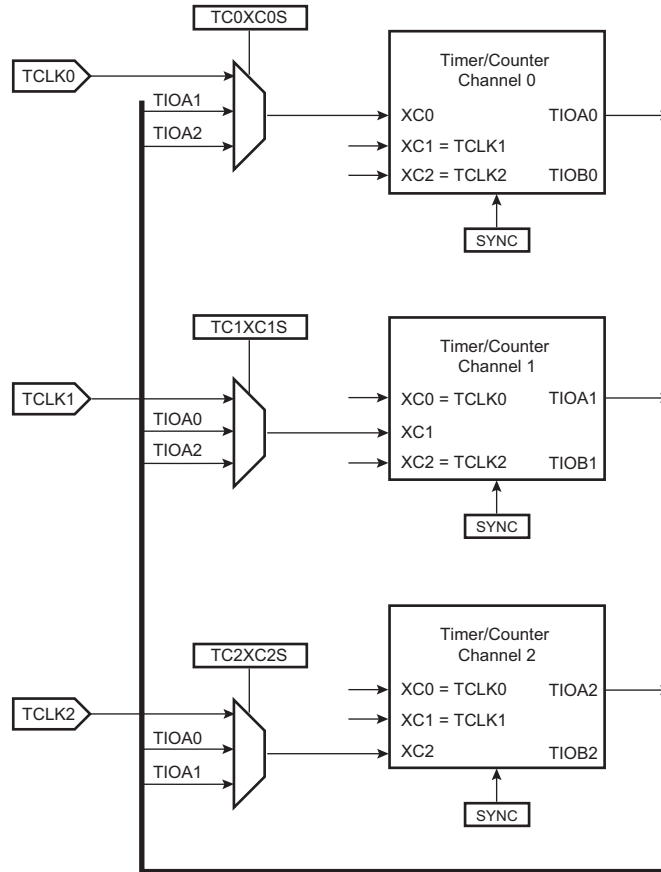 TC0XC0S
TCLK0
TIOA1
TIOA2
Timer/Counter
Channel 0
XC0
TIOA0
XC1 = TCLK1
XC2 = TCLK2
TIOB0
SYNC
TC1XC1S
TCLK1
TIOA0
TIOA2
Timer/Counter
Channel 1
XC0 = TCLK0
TIOA1
XC1
XC2 = TCLK2
TIOB1
SYNC
TC2XC2S
TCLK2
TIOA0
TIOA1
Timer/Counter
Channel 2
XC0 = TCLK0
TIOA2
XC1 = TCLK1
XC2
TIOB2
SYNC